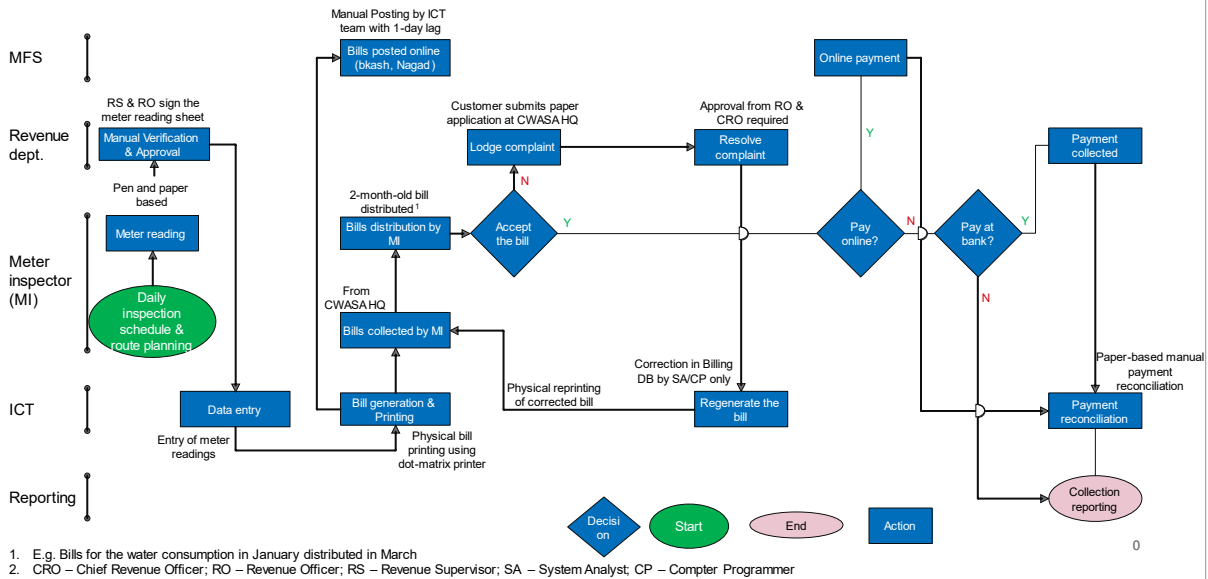 Manual Posting by ICT
team with 1-day lag
MFS
Bills posted online
(bkash, Nagad)
Online payment
RS & RO sign the
meter reading sheet
Customer submits paper
application at CWASA HQ
Approval from RO &
CRO required
Revenue
dept.
Manual Verification
& Approval
Lodge complaint
Resolve
complaint
Y
Payment
collected
Pen and paper
based
N
2-month-old bill
distributed 1
Meter reading
Bills distribution by
MI
Accept
the bill
Y
Pay
online?
N
Pay at
bank?
Y
Meter
inspector
(MI)
Daily
inspection
schedule &
route planning
From
CWASA HQ
Bills collected by MI
N
Correction in Billing
DB by SA/CP only
Paper-based manual
payment
reconciliation
Physical reprinting
of corrected bill
ICT
Data entry
Bill generation &
Printing
Regenerate the
bill
Payment
reconciliation
Entry of meter
readings
Physical bill
printing using
dot-matrix printer
Reporting
Collection
reporting
Decisi
on
Start
End
Action
0
1. E.g. Bills for the water consumption in January distributed in March
2. CRO – Chief Revenue Officer; RO – Revenue Officer; RS – Revenue Supervisor; SA – System Analyst; CP – Compter Programmer